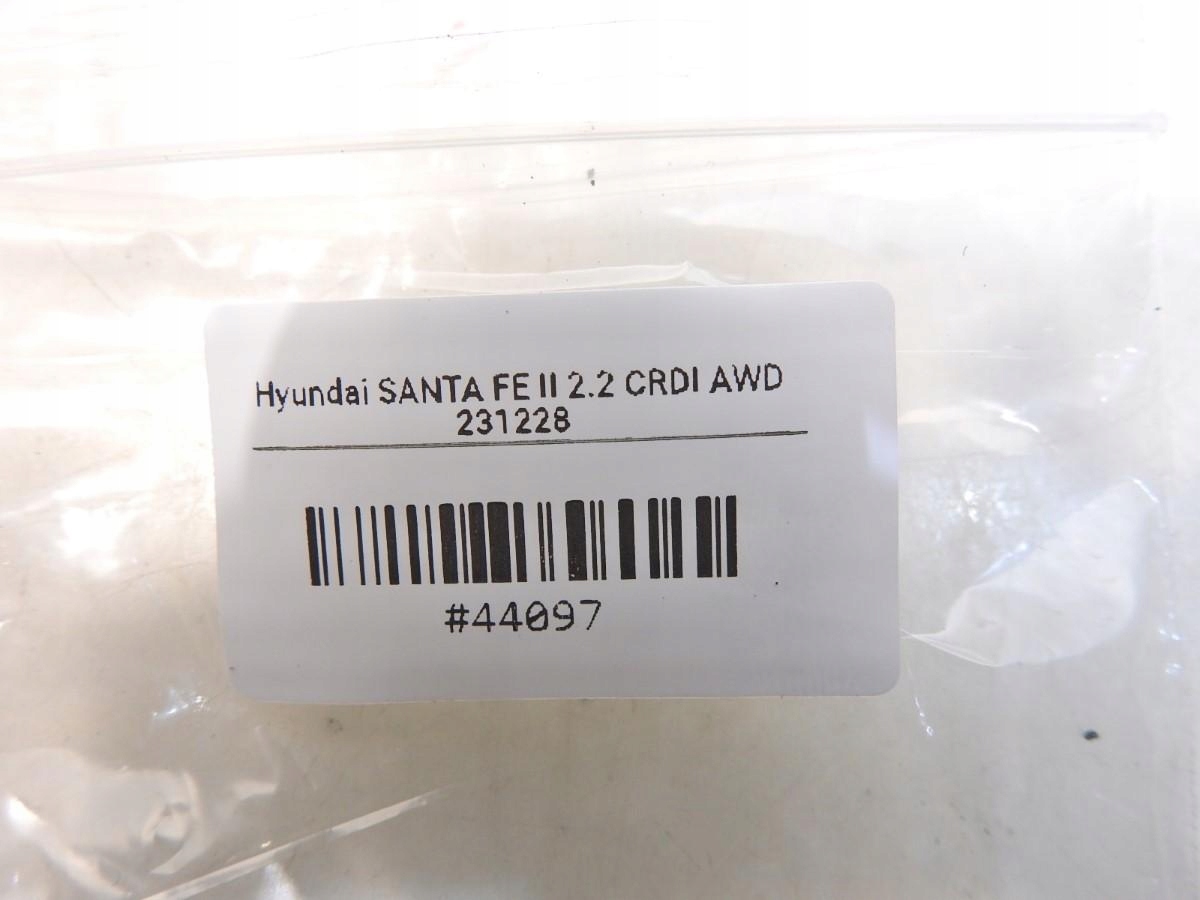 Hyundai SANTA FE II 2.2 CRDI AWD
231228
#44097